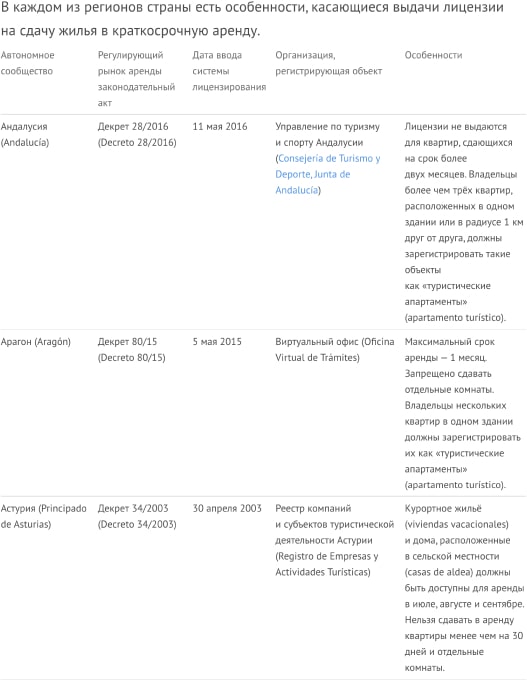 В каждом из регионов страны есть особенности, касающиеся выдачи лицензии
на сдачу жилья в краткосрочную аренду.
Автономное
сообщество
Регулирующий
рынок аренды
законодательный
акт
Дата ввода
системы
лицензирования
Организация,
регистрирующая объект
Особенности
Андалусия
(Andalucía)
Декрет 28/2016
(Decreto 28/2016)
11 мая 2016
Управление по туризму
и спорту Андалусии
(Consejería de Turismo y
Deporte, Junta de
Andalucía)
Лицензии не выдаются
для квартир, сдающихся
на срок более
двух месяцев. Владельцы
более чем трёх квартир,
расположенных в одном
здании или в радиусе 1 км
друг от друга, должны
зарегистрировать такие
объекты
как «туристические
апартаменты»
(apartamento turístico).
Арагон (Aragón)
Декрет 80/15
(Decreto 80/15)
5 мая 2015
Виртуальный офис (Oficina
Virtual de Trámites)
Максимальный срок
аренды — 1 месяц.
Запрещено сдавать
отдельные комнаты.
Владельцы нескольких
квартир в одном здании
должны зарегистрировать
их как «туристические
апартаменты»
(apartamento turístico).
Астурия (Principado
de Asturias)
Декрет 34/2003
(Decreto 34/2003)
30 апреля 2003
Реестр компаний
и субъектов туристической
деятельности Астурии
(Registro de Empresas y
Actividades Turísticas)
Курортное жильё
(viviendas vacacionales)
и дома, расположенные
в сельской местности
(casas de aldea) должны
быть доступны для аренды
в июле, августе и сентябре.
Нельзя сдавать в аренду
квартиры менее чем на 30
дней и отдельные
комнаты.